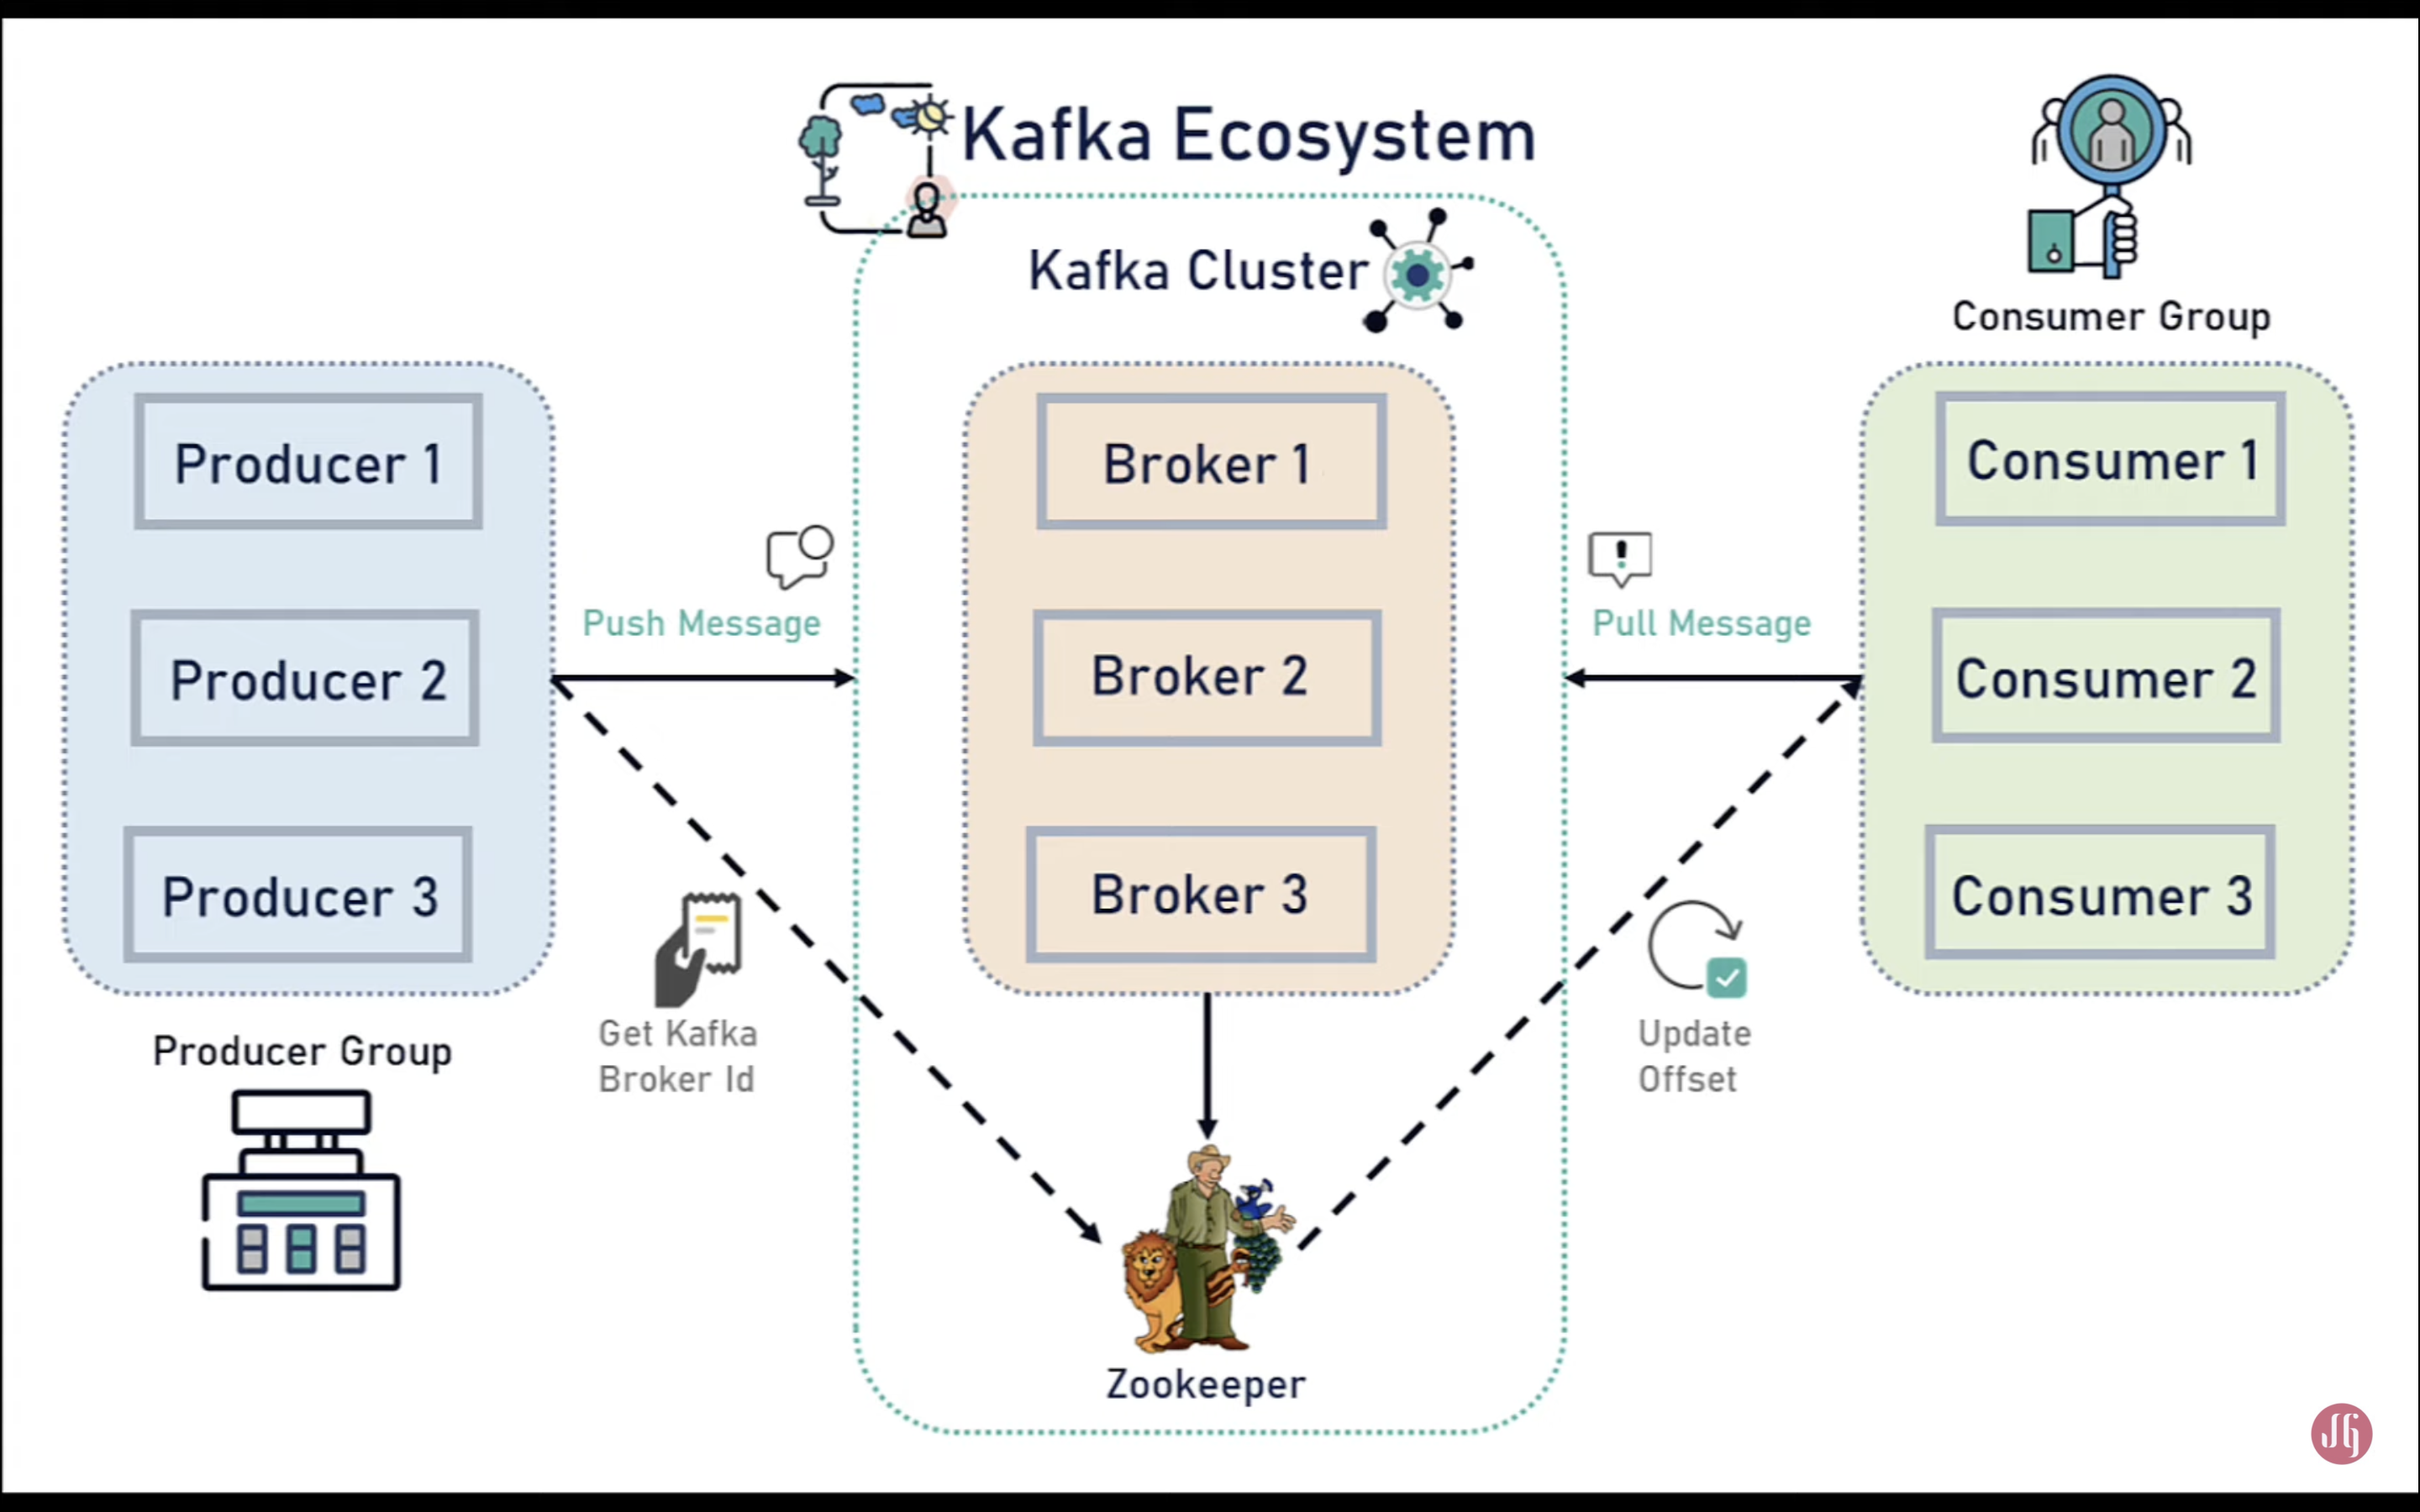 Kafka Ecosystem
Kafka Cluster
Consumer Group
Producer 1
Producer 2
Producer 3
Producer Group
Push Message
Get Kafka
Broker Id
Broker 1
Broker 2
Broker 3
Zookeeper
Pull Message
Update
Offset
Consumer 1
Consumer 2
Consumer 3